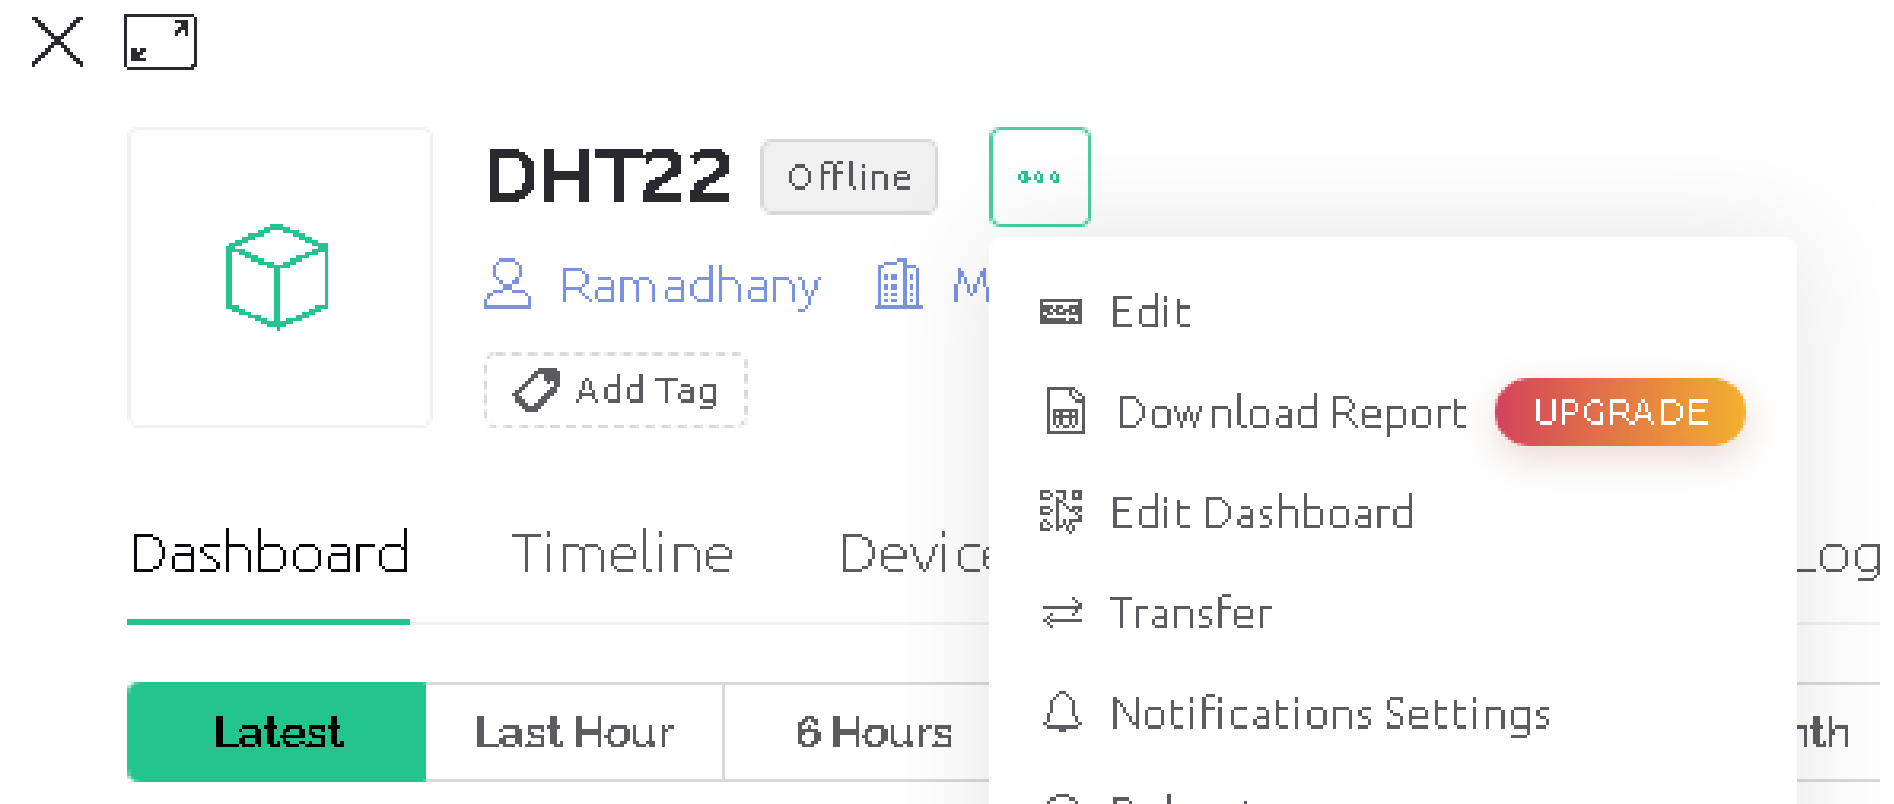 DHT22 Offline
Ramadhany
Add Tag
Edit
Download Report UPGRADE
Edit Dashboard
Transfer
Notifications Settings
Dashboard Timeline
Latest Last Hour 6 Hours